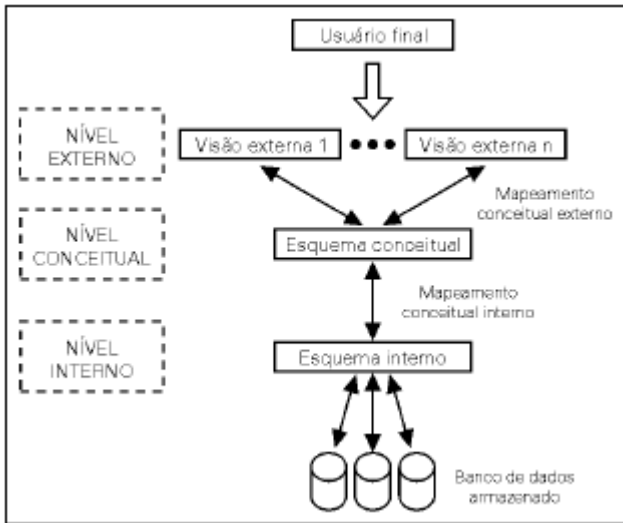 Usuário final
NÍVEL
EXTERNO
Visão externa 1
Visão externa n
Mapeamento
conceitual externo
NÍVEL
CONCEITUAL
Esquema conceitual
Mapeamento
conceitual interno
NÍVEL
INTERNO
Esquema interno
Banco de dados
armazenado